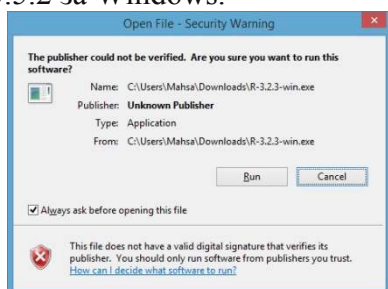 .5.2 за Windows.
Open File - Security Warning
The publisher could not be verified. Are you sure you want to run this
software?
Name: C:\Users\Mahsa\Downloads\R-3.2.3-win.exe
Publisher: Unknown Publisher
Type: Application
From: C:\Users\Mahsa\Downloads\R-3.2.3-win.exe
Run Cancel
Always ask before opening this file
This file does not have a valid digital signature that verifies its
publisher. You should only run software from publishers you trust.
How can I decide what software to run?